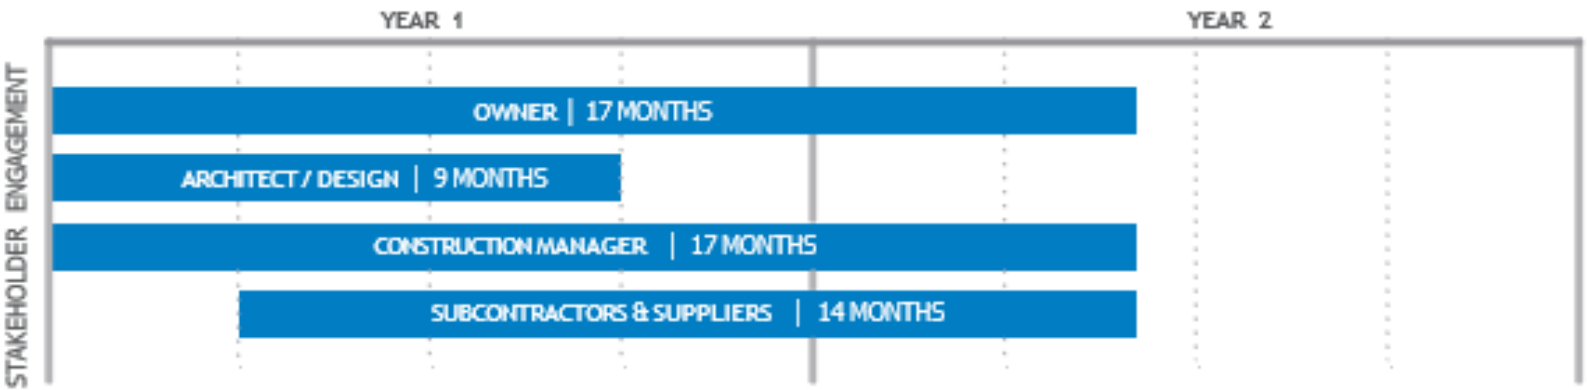 YEAR 1
YEAR 2
STAKEHOLDER ENGAGEMENT
OWNER | 17 MONTHS
ARCHITECT / DESIGN | 9 MONTHS
CONSTRUCTION MANAGER | 17 MONTHS
SUBCONTRACTORS & SUPPLIERS | 14 MONTHS